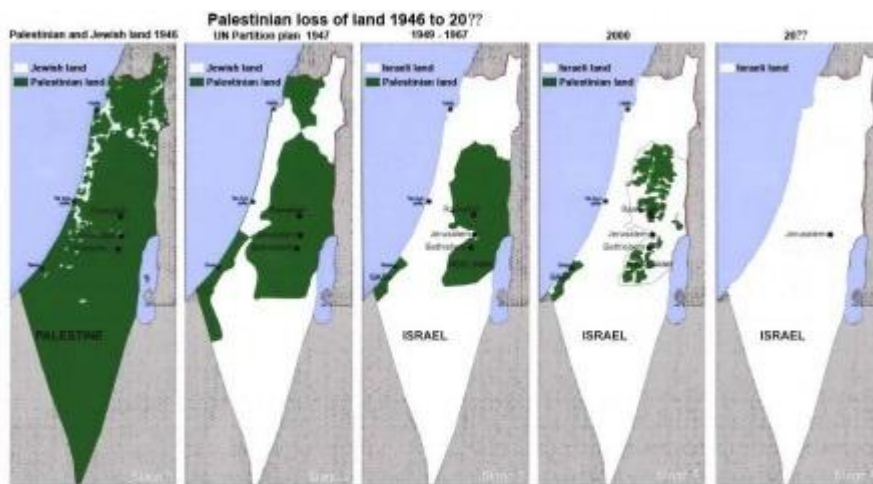 Palestinian loss of land 1946 to 20??
Palestinian and Jewish land 1946
Jewish land
Palestinian land
Jerusalem
PALESTINE
UN Partition plan 1947
Jewish land
Palestinian land
Jerusalem
1949 - 1967
Israeli land
Palestinian land
Jerusalem
ISRAEL
2000
Israeli land
Palestinian land
Jerusalem
ISRAEL
20??
Israeli land
Jerusalem
ISRAEL